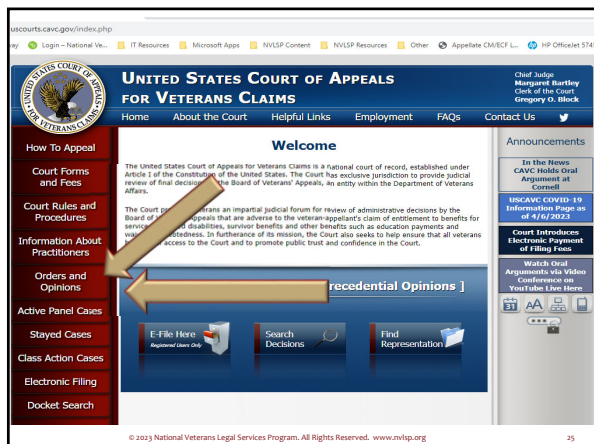 uscourts.cavc.gov/index.php
Login – National Ve...
IT Resources
Microsoft Apps
NVLSP Content
NVLSP Resources
Other
Appellate CM/ECF L...
HP OfficeJet 574
UNITED STATES COURT OF APPEALS
VETERANS CLAIMS
UNITED STATES COURT OF APPEALS
FOR VETERANS CLAIMS
Chief Judge
Margaret Bartley
Clerk of the Court
Gregory O. Block
Home
About the Court
Helpful Links
Employment
FAQs
Contact Us
How To Appeal
Court Forms
and Fees
Court Rules and
Procedures
Information About
Practitioners
Orders and
Opinions
Active Panel Cases
Stayed Cases
Class Action Cases
Electronic Filing
Docket Search
Welcome
The United States Court of Appeals for Veterans Claims is a national court of record, established under
Article I of the Constitution of the United States. The Court has exclusive jurisdiction to provide judicial
review of final decisions the Board of Veterans' Appeals, an entity within the Department of Veterans
Affairs.
The Court erans an impartial judicial forum for review of administrative decisions by the
Board of Appeals that are adverse to the veteran-appellant's claim of entitlement to benefits for
service disabilities, survivor benefits and other benefits such as education payments and
btedness. In furtherance of its mission, the Court also seeks to help ensure that all veterans
access to the Court and to promote public trust and confidence in the Court.
recedential Opinions ]
E-File Here
Registered Users Only
Search
Decisions
Find
Representation
Announcements
In the News
CAVC Holds Oral
Argument at
Cornell
USCAVC COVID-19
Information Page as
of 4/6/2023
Court Introduces
Electronic Payment
of Filing Fees
Watch Oral
Arguments via Video
Conference on
YouTube Live Here
31
AA
© 2023 National Veterans Legal Services Program. All Rights Reserved. www.nvlsp.org
25